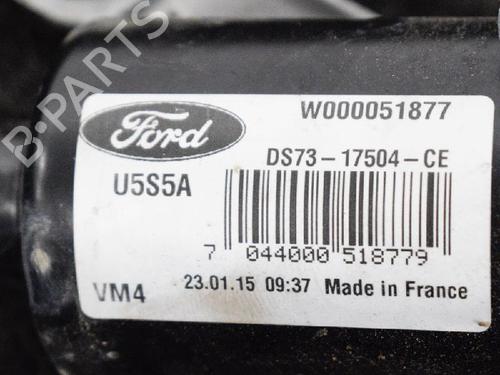 W000051877
Ford
DS73-17504-CE
U5S5A
7 044000 518779
VM4
23.01.15 09:37 Made in France
B-PARTS